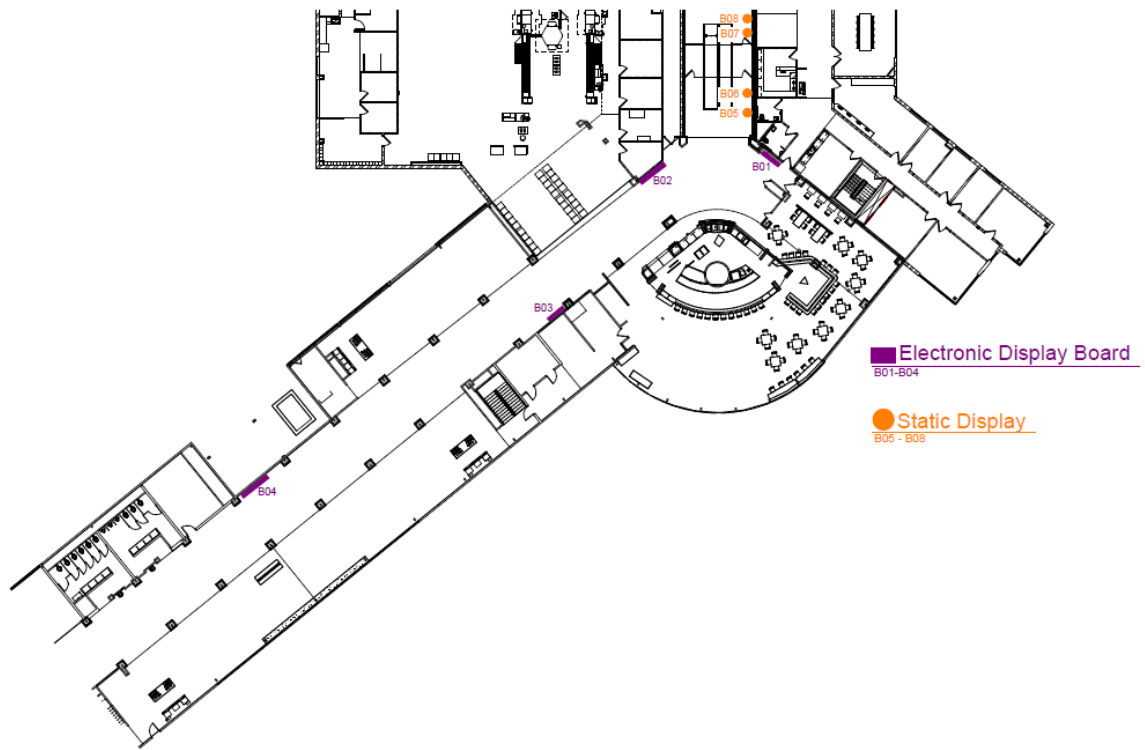 B08
B07
B06
B05
B01
B02
B03
B04
Electronic Display Board
B01-B04
Static Display
B05 - B08